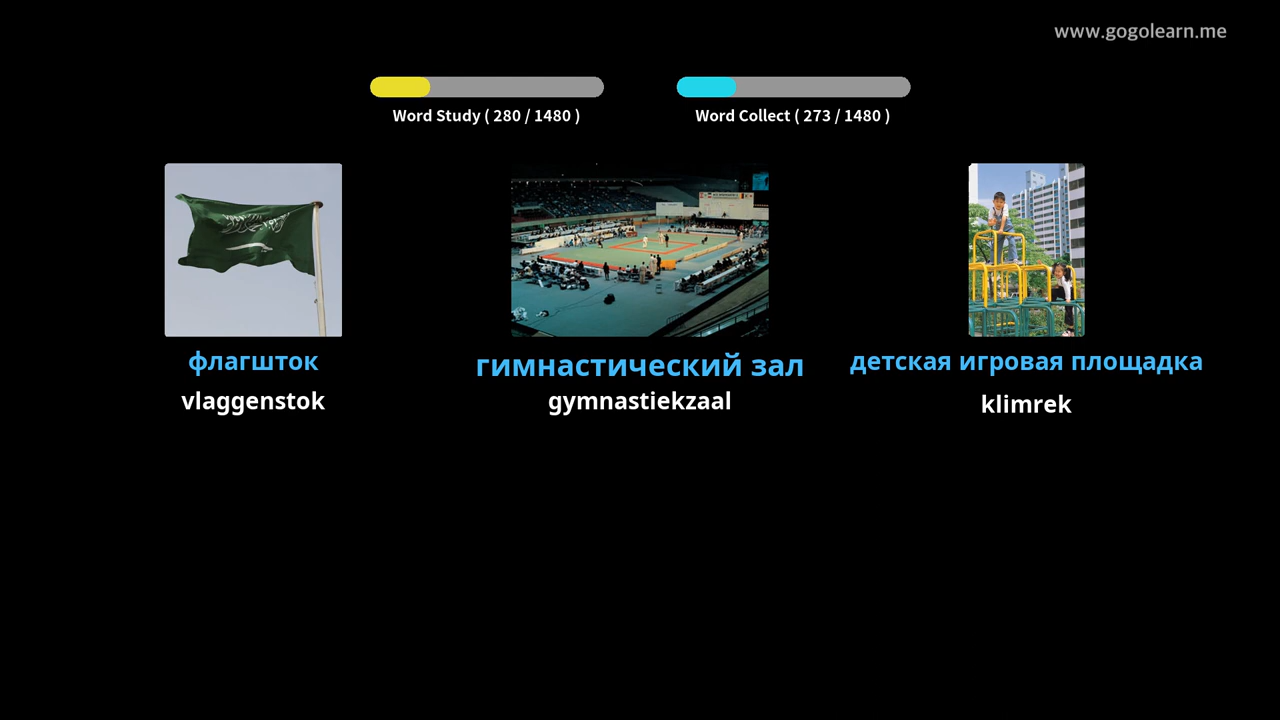 www.gogolearn.me
Word Study ( 280 / 1480 )
Word Collect ( 273 / 1480 )
флагшток
vlaggenstok
гимнастический зал
gymnastiekzaal
детская игровая площадка
klimrek